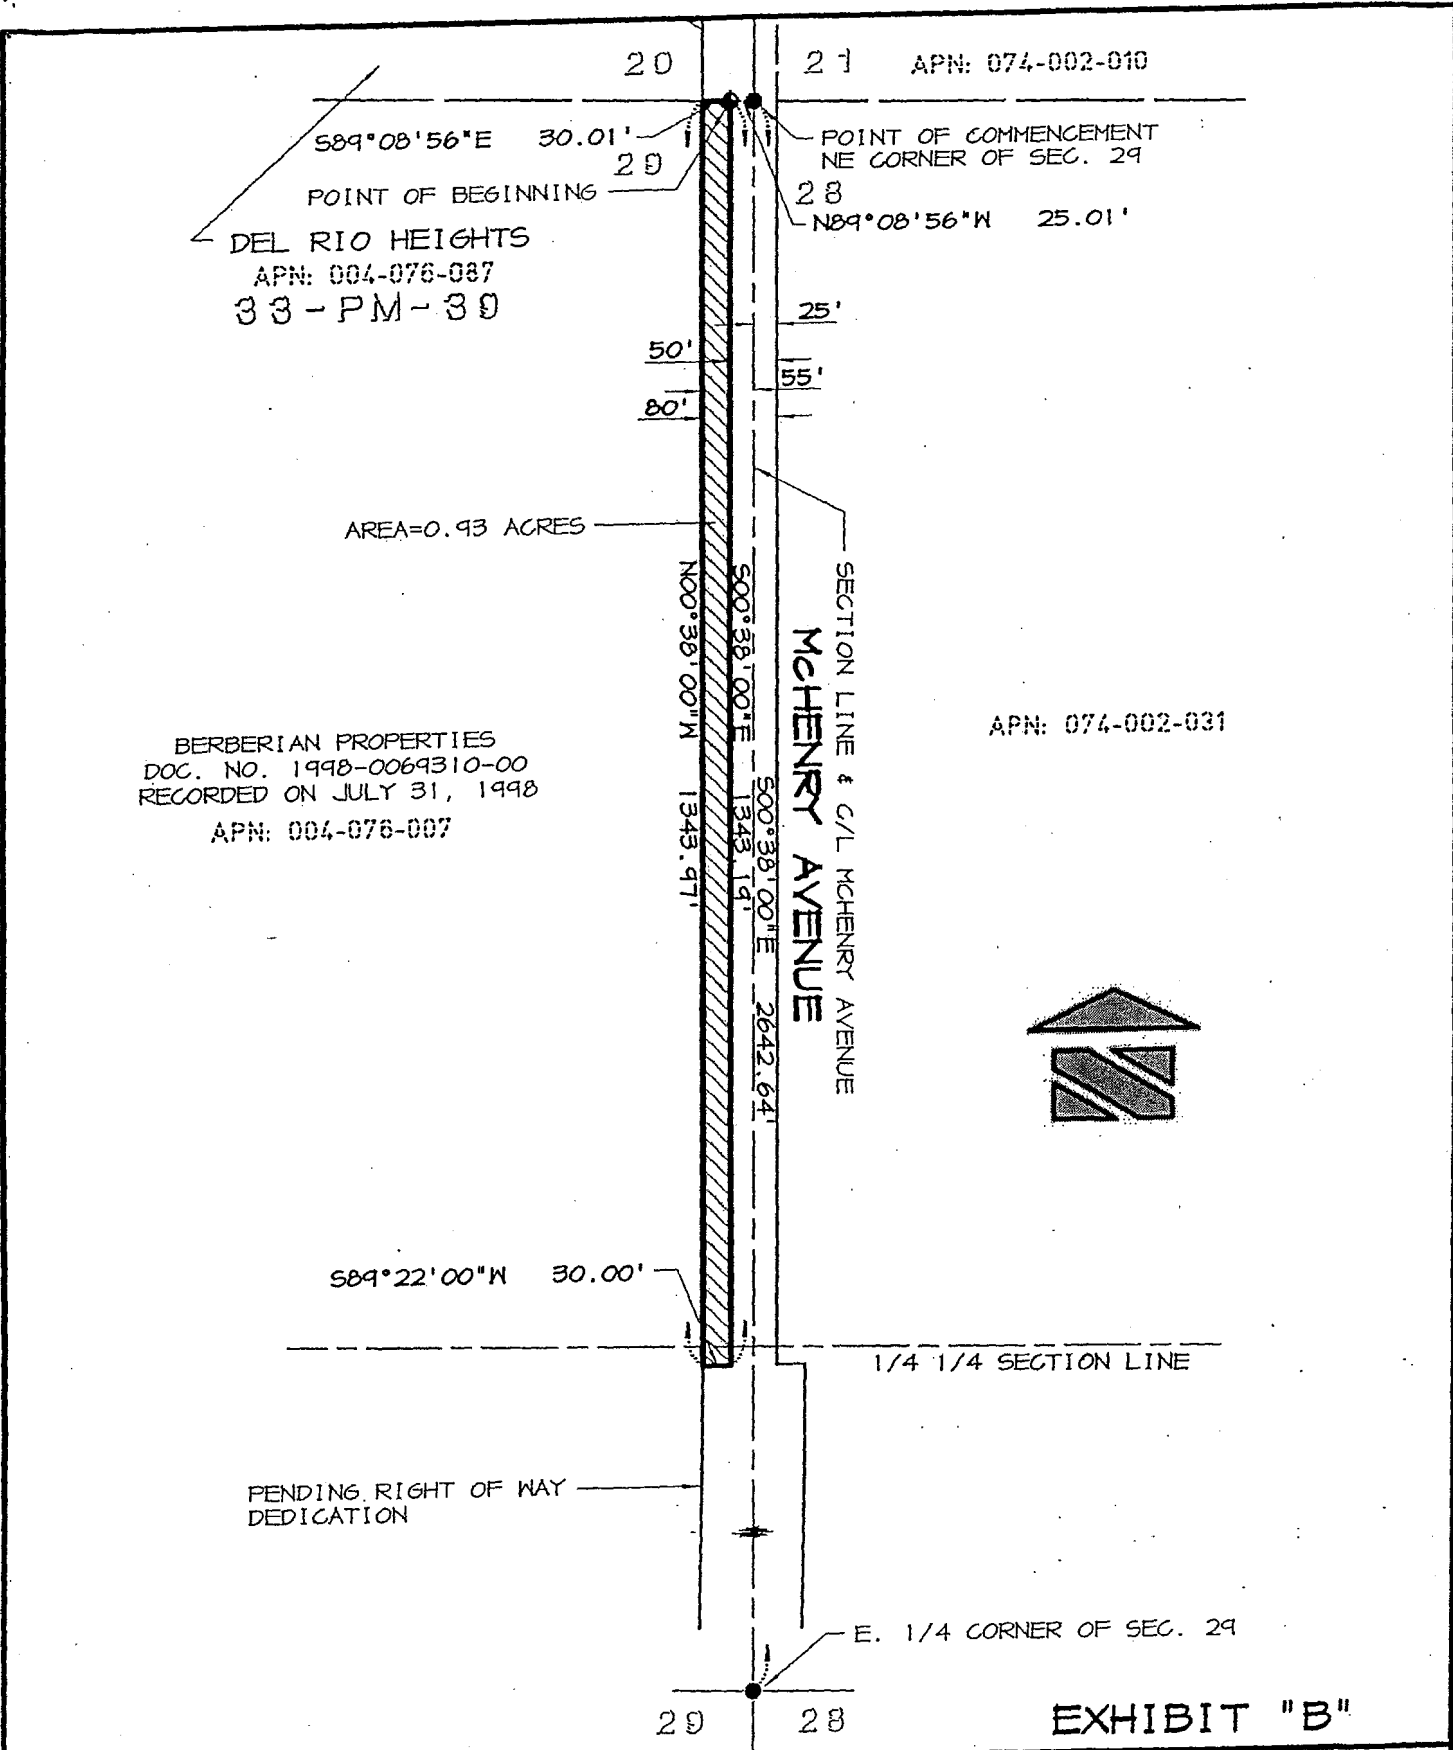 20
21
APN: 074-002-010
S89°08'56"E 30.01'
POINT OF COMMENCEMENT
NE CORNER OF SEC. 29
29
28
POINT OF BEGINNING
N89°08'56"W 25.01'
DEL RIO HEIGHTS
APN: 004-076-087
33-PM-39
25'
50'
55'
80'
AREA=0.93 ACRES
N00°38'00"W 1343.97'
S00°38'00"E 1343.19'
S00°38'00"E 2642.64'
McHENRY AVENUE
SECTION LINE & C/L MCHENRY AVENUE
APN: 074-002-031
BERBERIAN PROPERTIES
DOC. NO. 1998-0069310-00
RECORDED ON JULY 31, 1998
APN: 004-076-007
S89°22'00"W 30.00'
1/4 1/4 SECTION LINE
PENDING RIGHT OF WAY
DEDICATION
E. 1/4 CORNER OF SEC. 29
29
28
EXHIBIT "B"